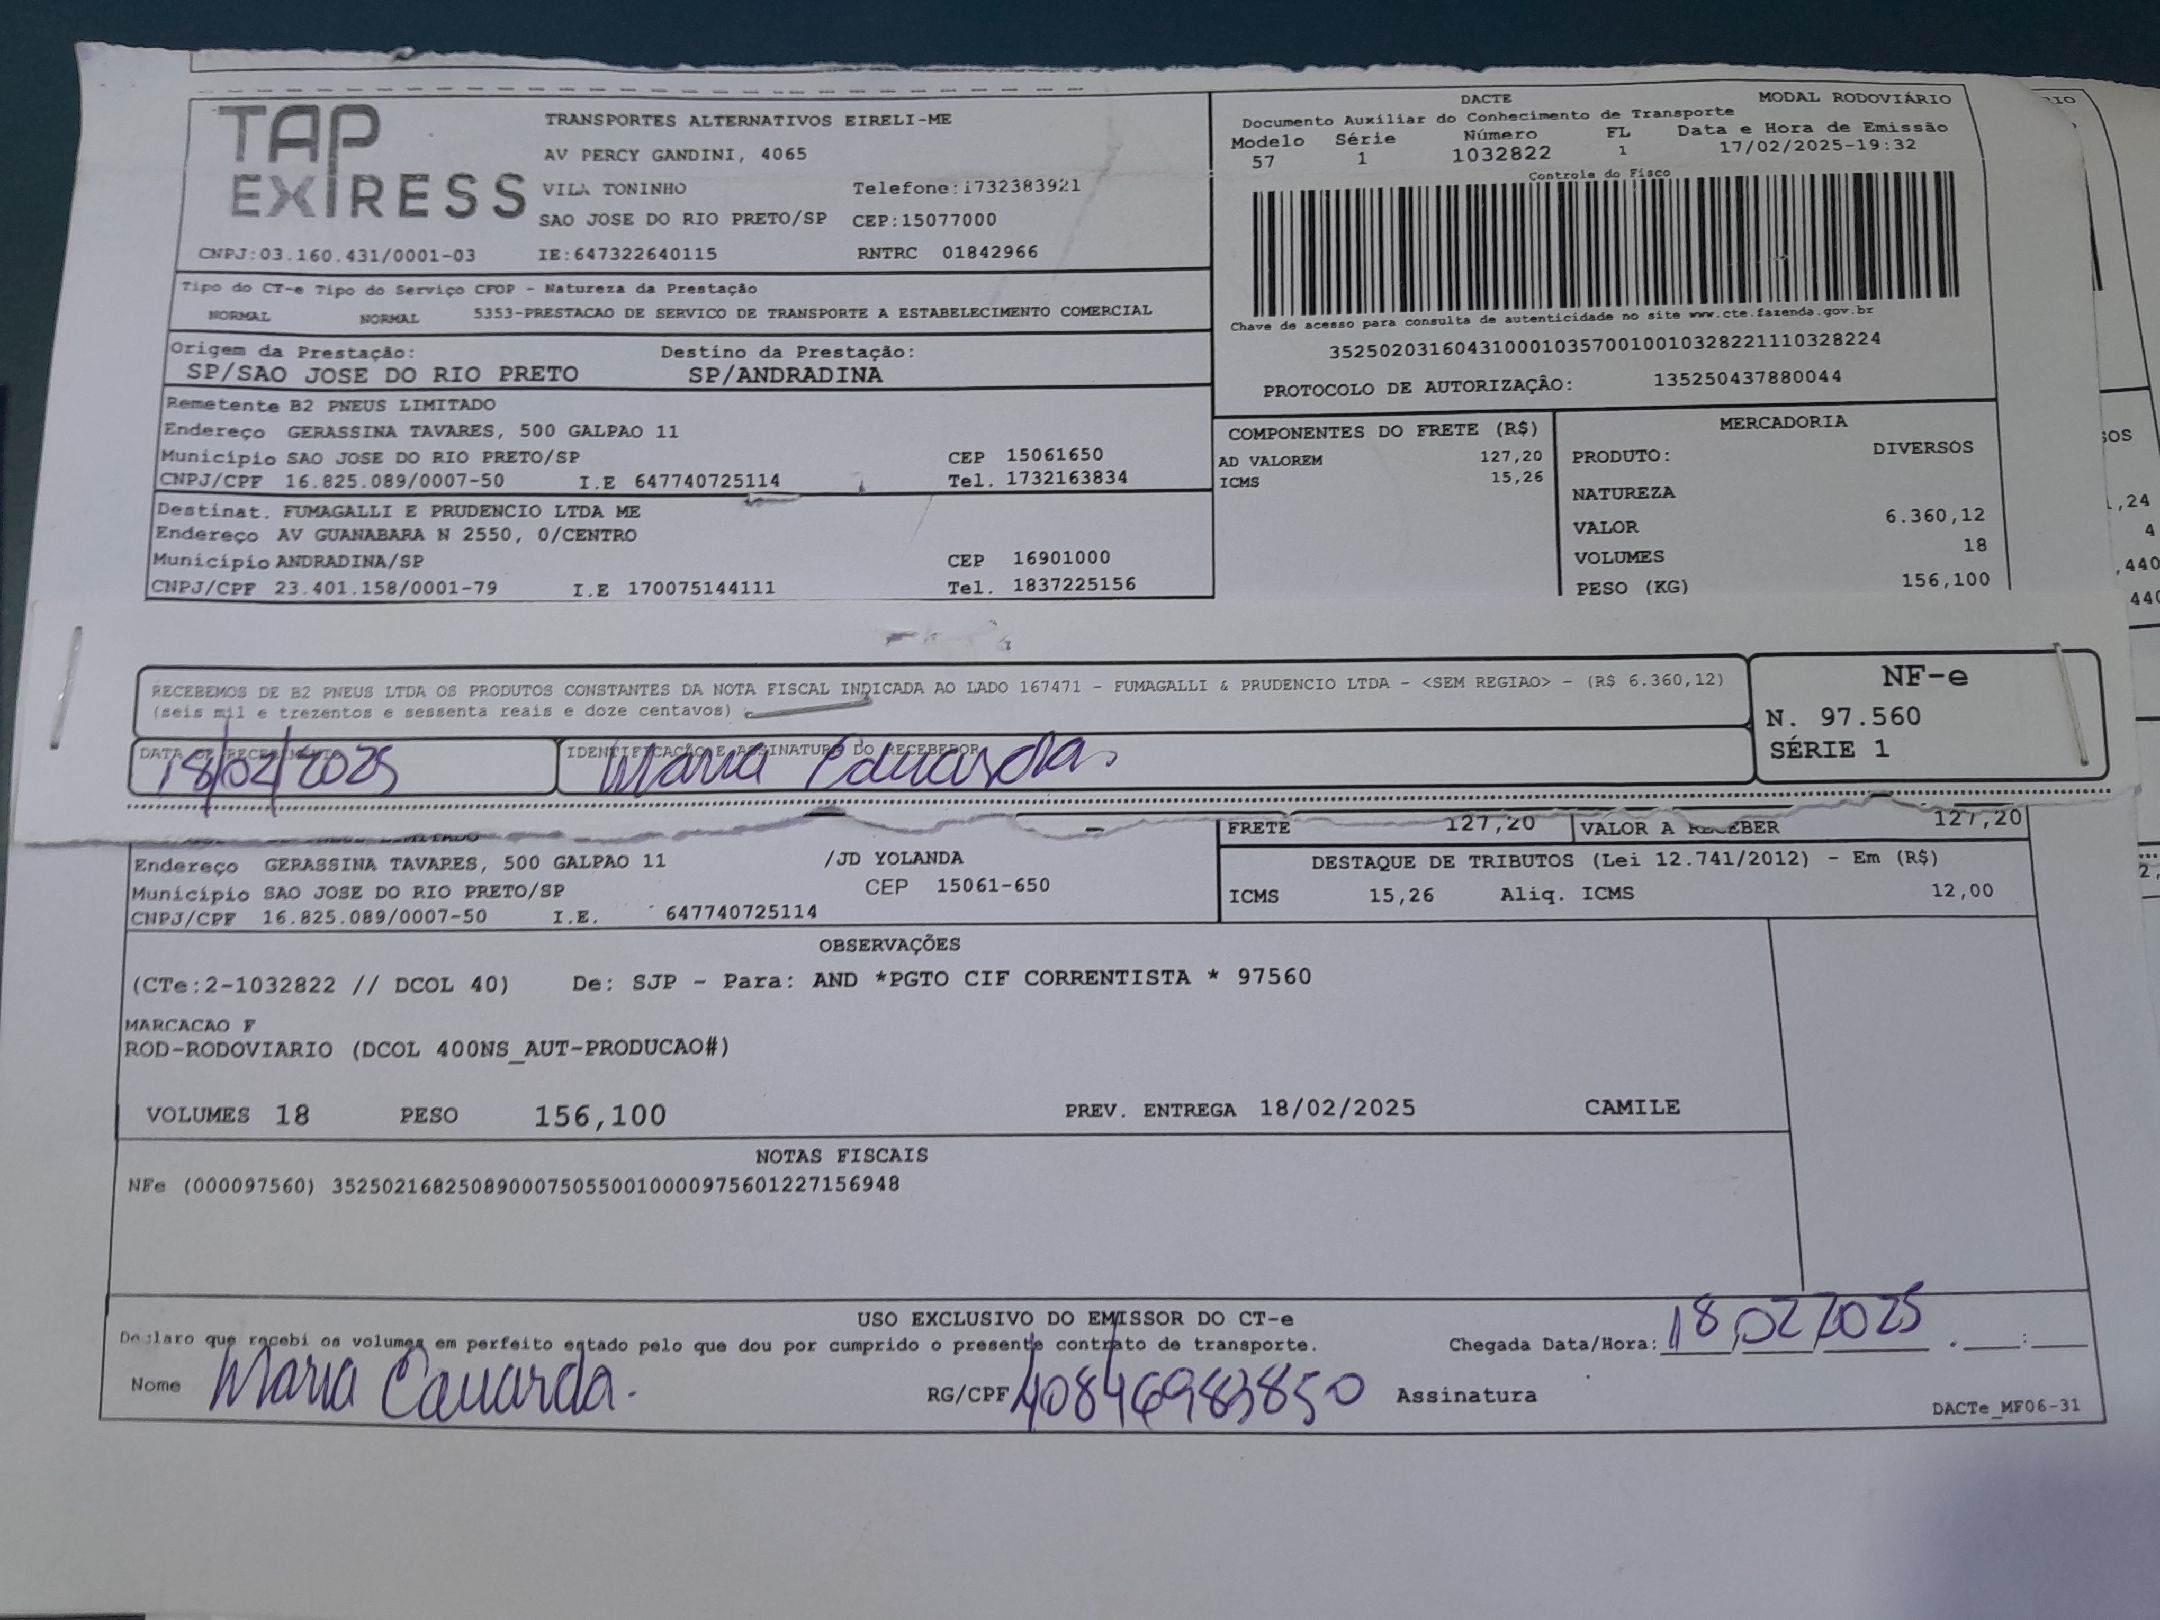 TAP
EXPRESS
TRANSPORTES ALTERNATIVOS EIRELI-ME
AV PERCY GANDINI, 4065
VILA TONINHO Telefone:1732383921
SAO JOSE DO RIO PRETO/SP CEP:15077000
CNPJ:03.160.431/0001-03 IE:647322640115 RNTRC 01842966
DACTE MODAL RODOVIÁRIO
Documento Auxiliar do Conhecimento de Transporte
Modelo Série Número FL Data e Hora de Emissão
57 1 1032822 1 17/02/2025-19:32
Controle do Fisco
Chave de acesso para consulta de autenticidade no site www.cte.fazenda.gov.br
35250203160431000103570010010328221110328224
PROTOCOLO DE AUTORIZAÇÃO: 135250437880044
Tipo do CT-e Tipo do Serviço CFOP - Natureza da Prestação
NORMAL NORMAL 5353-PRESTACAO DE SERVICO DE TRANSPORTE A ESTABELECIMENTO COMERCIAL
Origem da Prestação: Destino da Prestação:
SP/SAO JOSE DO RIO PRETO SP/ANDRADINA
Remetente B2 PNEUS LIMITADO
Endereço GERASSINA TAVARES, 500 GALPAO 11
Município SAO JOSE DO RIO PRETO/SP CEP 15061650
CNPJ/CPF 16.825.089/0007-50 I.E 647740725114 Tel. 1732163834
Destinat. FUMAGALLI E PRUDENCIO LTDA ME
Endereço AV GUANABARA N 2550, 0/CENTRO
Município ANDRADINA/SP CEP 16901000
CNPJ/CPF 23.401.158/0001-79 I.E 170075144111 Tel. 1837225156
COMPONENTES DO FRETE (R$)
AD VALOREM 127,20
ICMS 15,26
MERCADORIA
PRODUTO: DIVERSOS
NATUREZA
VALOR 6.360,12
VOLUMES 18
PESO (KG) 156,100
RECEBEMOS DE B2 PNEUS LTDA OS PRODUTOS CONSTANTES DA NOTA FISCAL INDICADA AO LADO 167471 - FUMAGALLI & PRUDENCIO LTDA - <SEM REGIAO> - (R$ 6.360,12)
(seis mil e trezentos e sessenta reais e doze centavos)
DATA DE RECEBIMENTO IDENTIFICAÇÃO E ASSINATURA DO RECEBEDOR
18/02/2025 Maria Eduarda
NF-e
N. 97.560
SÉRIE 1
FRETE 127,20 VALOR A RECEBER 127,20
Endereço GERASSINA TAVARES, 500 GALPAO 11 /JD YOLANDA
Município SAO JOSE DO RIO PRETO/SP CEP 15061-650
CNPJ/CPF 16.825.089/0007-50 I.E. 647740725114
DESTAQUE DE TRIBUTOS (Lei 12.741/2012) - Em (R$)
ICMS 15,26 Aliq. ICMS 12,00
OBSERVAÇÕES
(CTe:2-1032822 // DCOL 40) De: SJP - Para: AND *PGTO CIF CORRENTISTA * 97560
MARCACAO F
ROD-RODOVIARIO (DCOL 400NS_AUT-PRODUCAO#)
VOLUMES 18 PESO 156,100 PREV. ENTREGA 18/02/2025 CAMILE
NOTAS FISCAIS
NFe (000097560) 35250216825089000750550010000975601227156948
USO EXCLUSIVO DO EMISSOR DO CT-e
Declaro que recebi os volumes em perfeito estado pelo que dou por cumprido o presente contrato de transporte. Chegada Data/Hora: 18/02/2025
Nome Maria Eduarda. RG/CPF 40846983850 Assinatura
DACTe_MF06-31